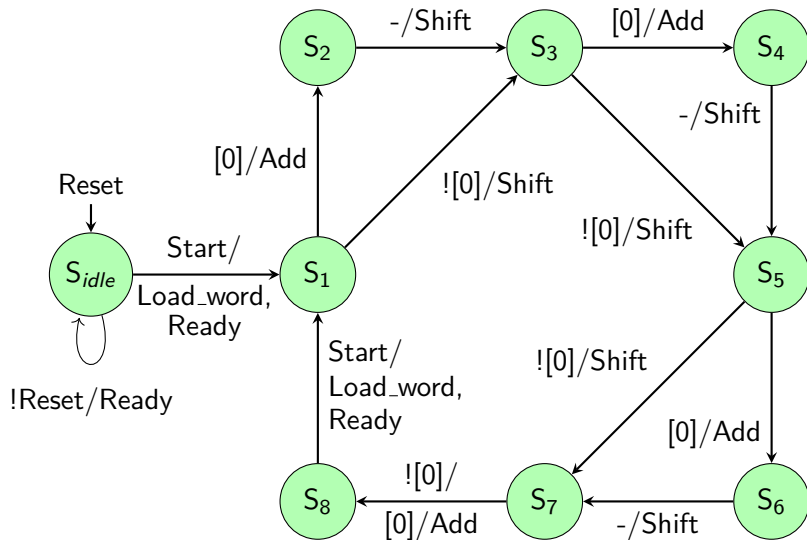 S2
-/Shift
S3
[0]/Add
S4
-/Shift
[0]/Add
![0]/Shift
![0]/Shift
Reset
Sidle
Start/
Load_word,
Ready
!Reset/Ready
S1
S5
Start/
Load_word,
Ready
![0]/Shift
[0]/Add
S8
![0]/
[0]/Add
S7
-/Shift
S6